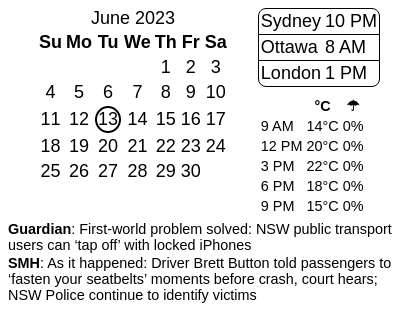 June 2023
Su Mo Tu We Th Fr Sa
1 2 3
4 5 6 7 8 9 10
11 12 13 14 15 16 17
18 19 20 21 22 23 24
25 26 27 28 29 30
Sydney 10 PM
Ottawa 8 AM
London 1 PM
°C ☂
9 AM 14°C 0%
12 PM 20°C 0%
3 PM 22°C 0%
6 PM 18°C 0%
9 PM 15°C 0%
Guardian: First-world problem solved: NSW public transport
users can ‘tap off’ with locked iPhones
SMH: As it happened: Driver Brett Button told passengers to
‘fasten your seatbelts’ moments before crash, court hears;
NSW Police continue to identify victims